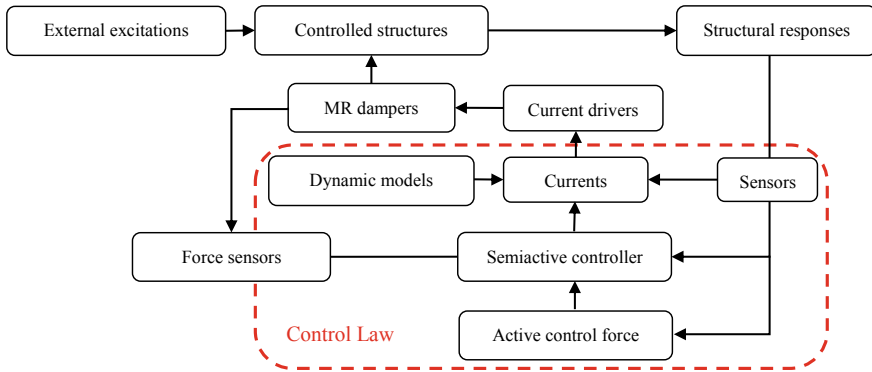 External excitations
Controlled structures
Structural responses
MR dampers
Current drivers
Dynamic models
Currents
Sensors
Force sensors
Semiactive controller
Control Law
Active control force